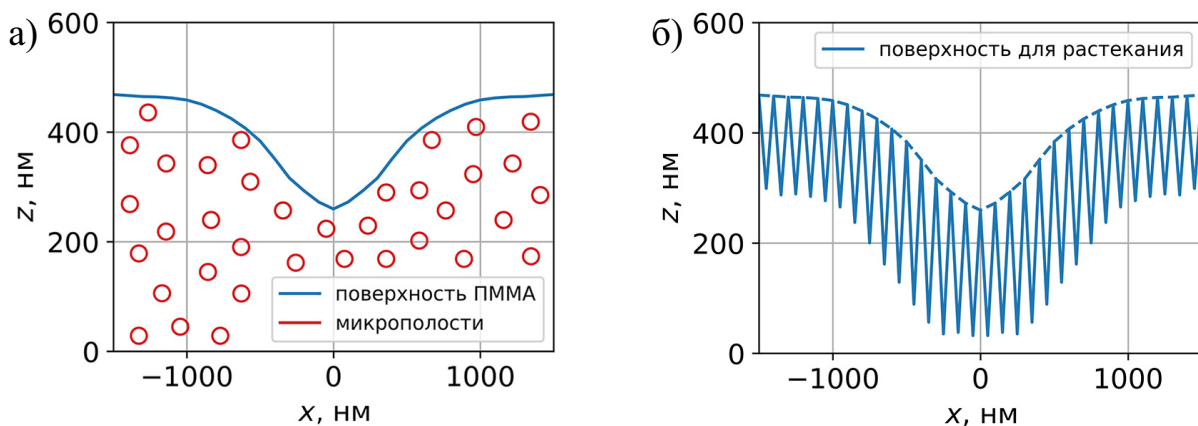 а)
600
400
200
0
z, нм
−1000
0
1000
x, нм
поверхность ПММА
микрополости
б)
600
400
200
0
z, нм
−1000
0
1000
x, нм
поверхность для растекания